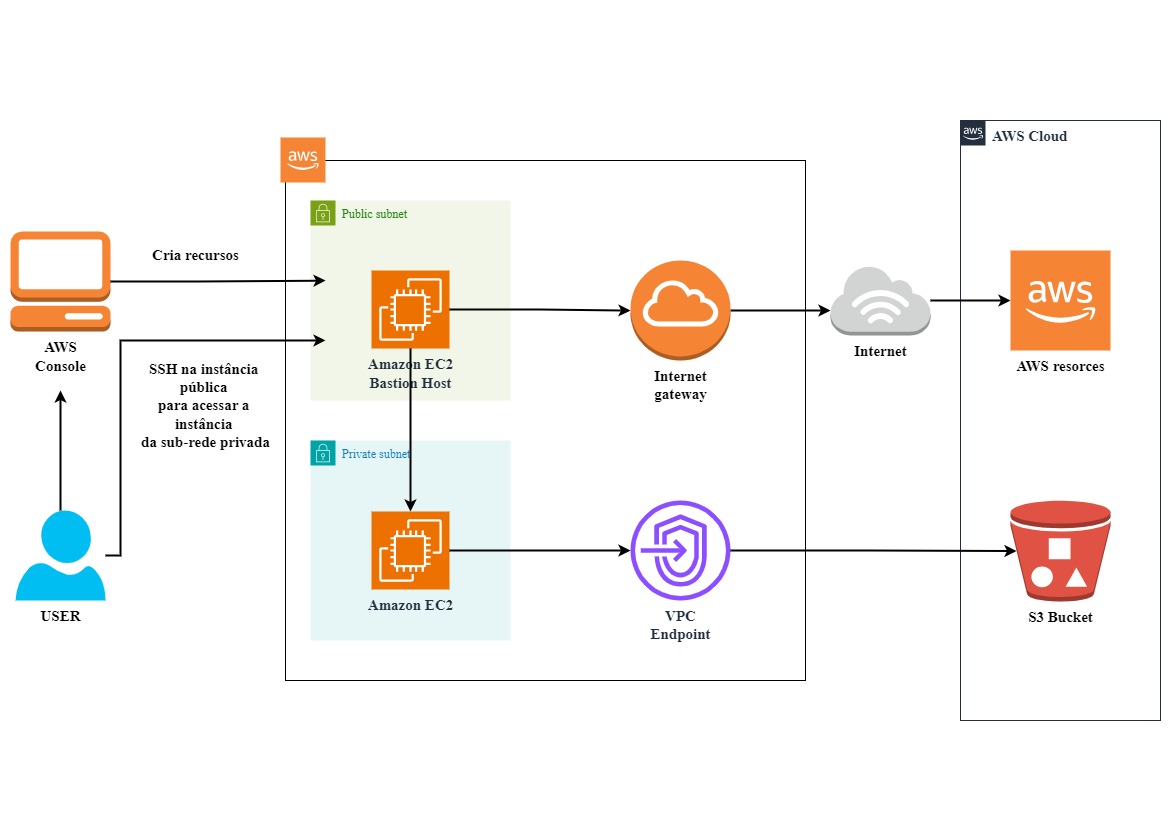 aws
AWS Cloud
aws
Public subnet
Cria recursos
aws
AWS
Console
SSH na instância
pública
para acessar a
instância
da sub-rede privada
Amazon EC2
Bastion Host
Internet
gateway
Internet
AWS resorces
Private subnet
Amazon EC2
USER
VPC
Endpoint
S3 Bucket